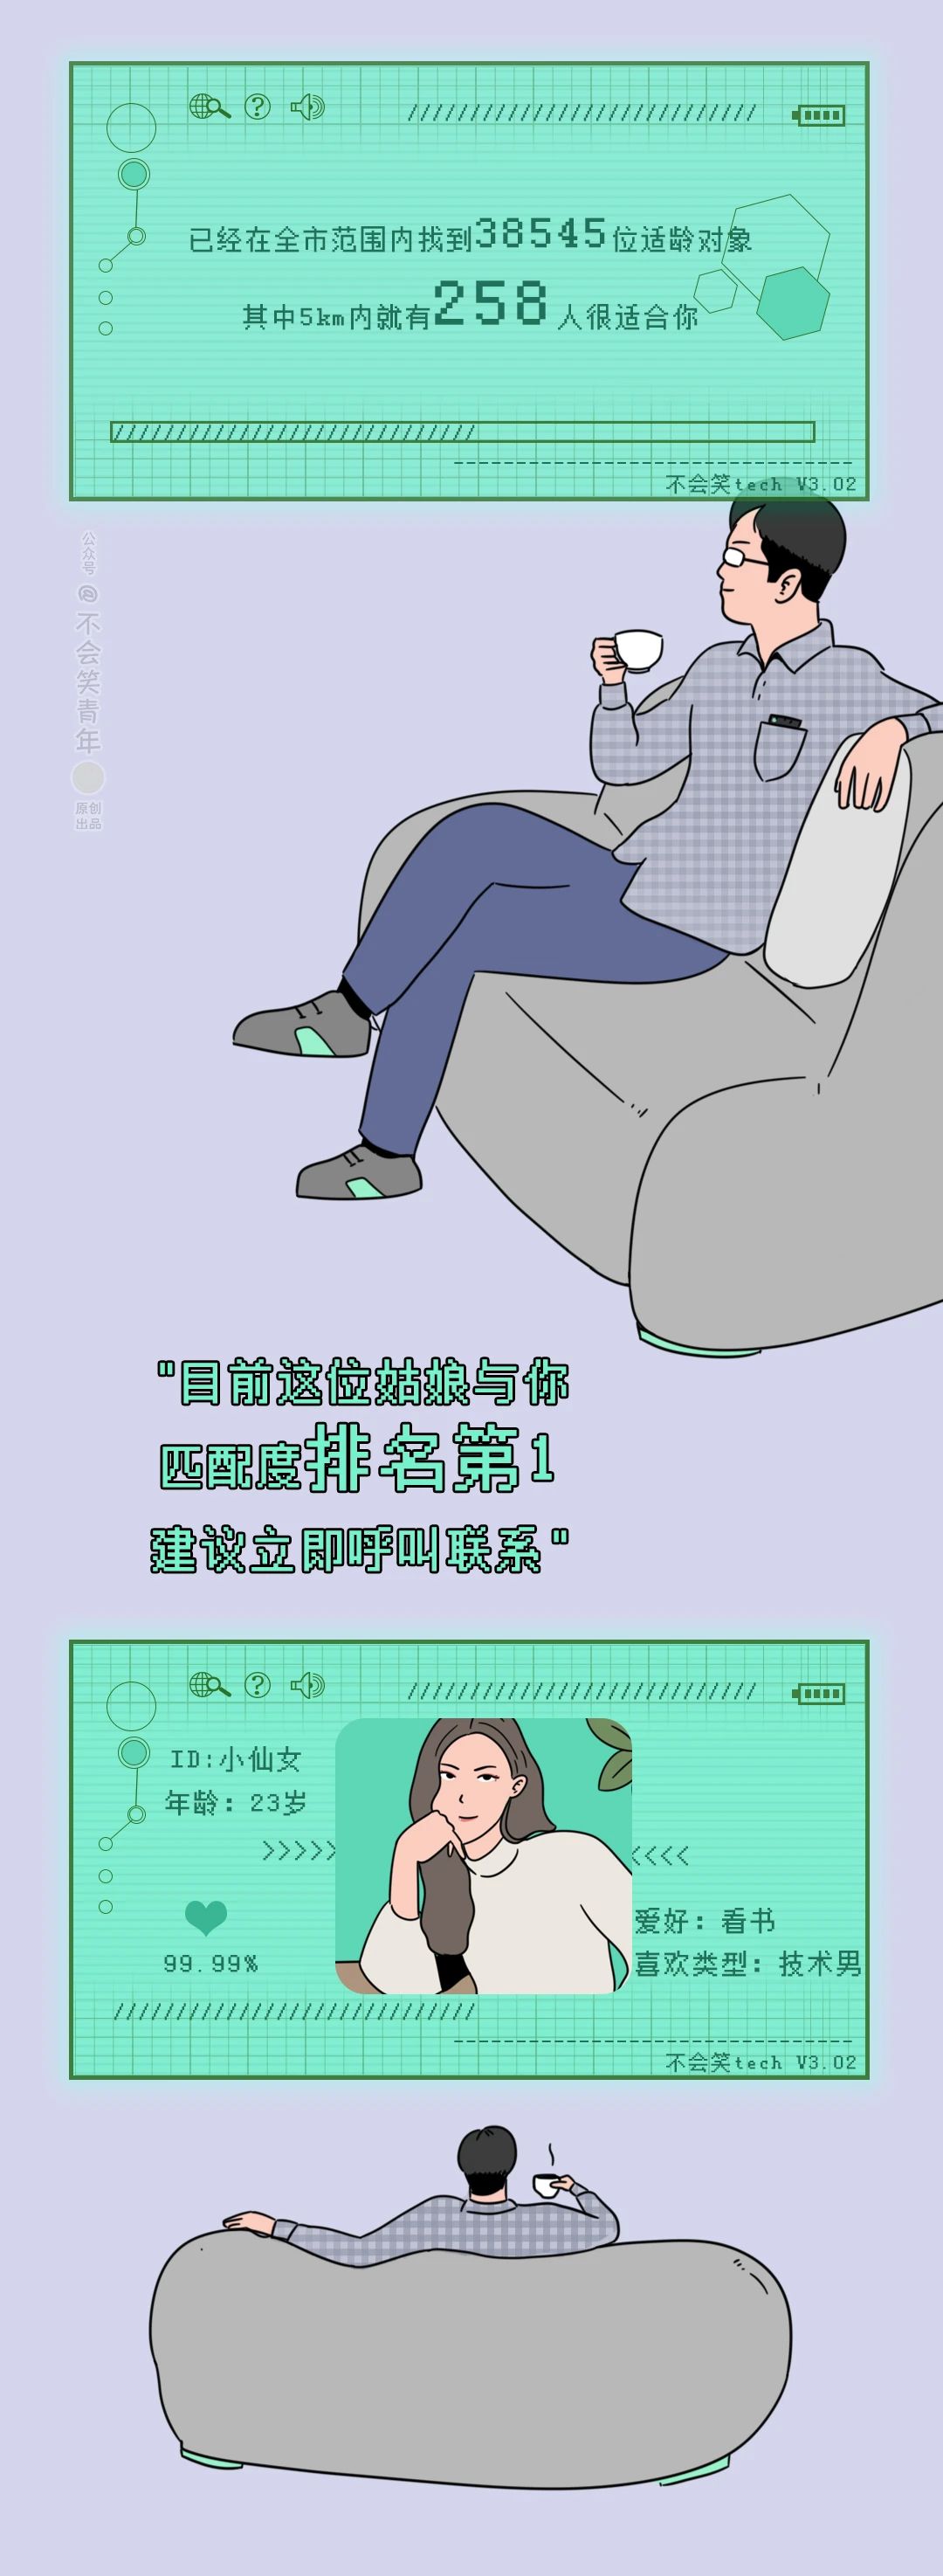 已经在全市范围内找到38545位适龄对象
其中5km内就有258人很适合你
不会笑tech V3.02
公众号
@不会笑青年
原创
出品
"目前这位姑娘与你
匹配度排名第1
建议立即呼叫联系"
ID:小仙女
年龄：23岁
>>>>>
<<<<
99.99%
爱好：看书
喜欢类型：技术男
不会笑tech V3.02